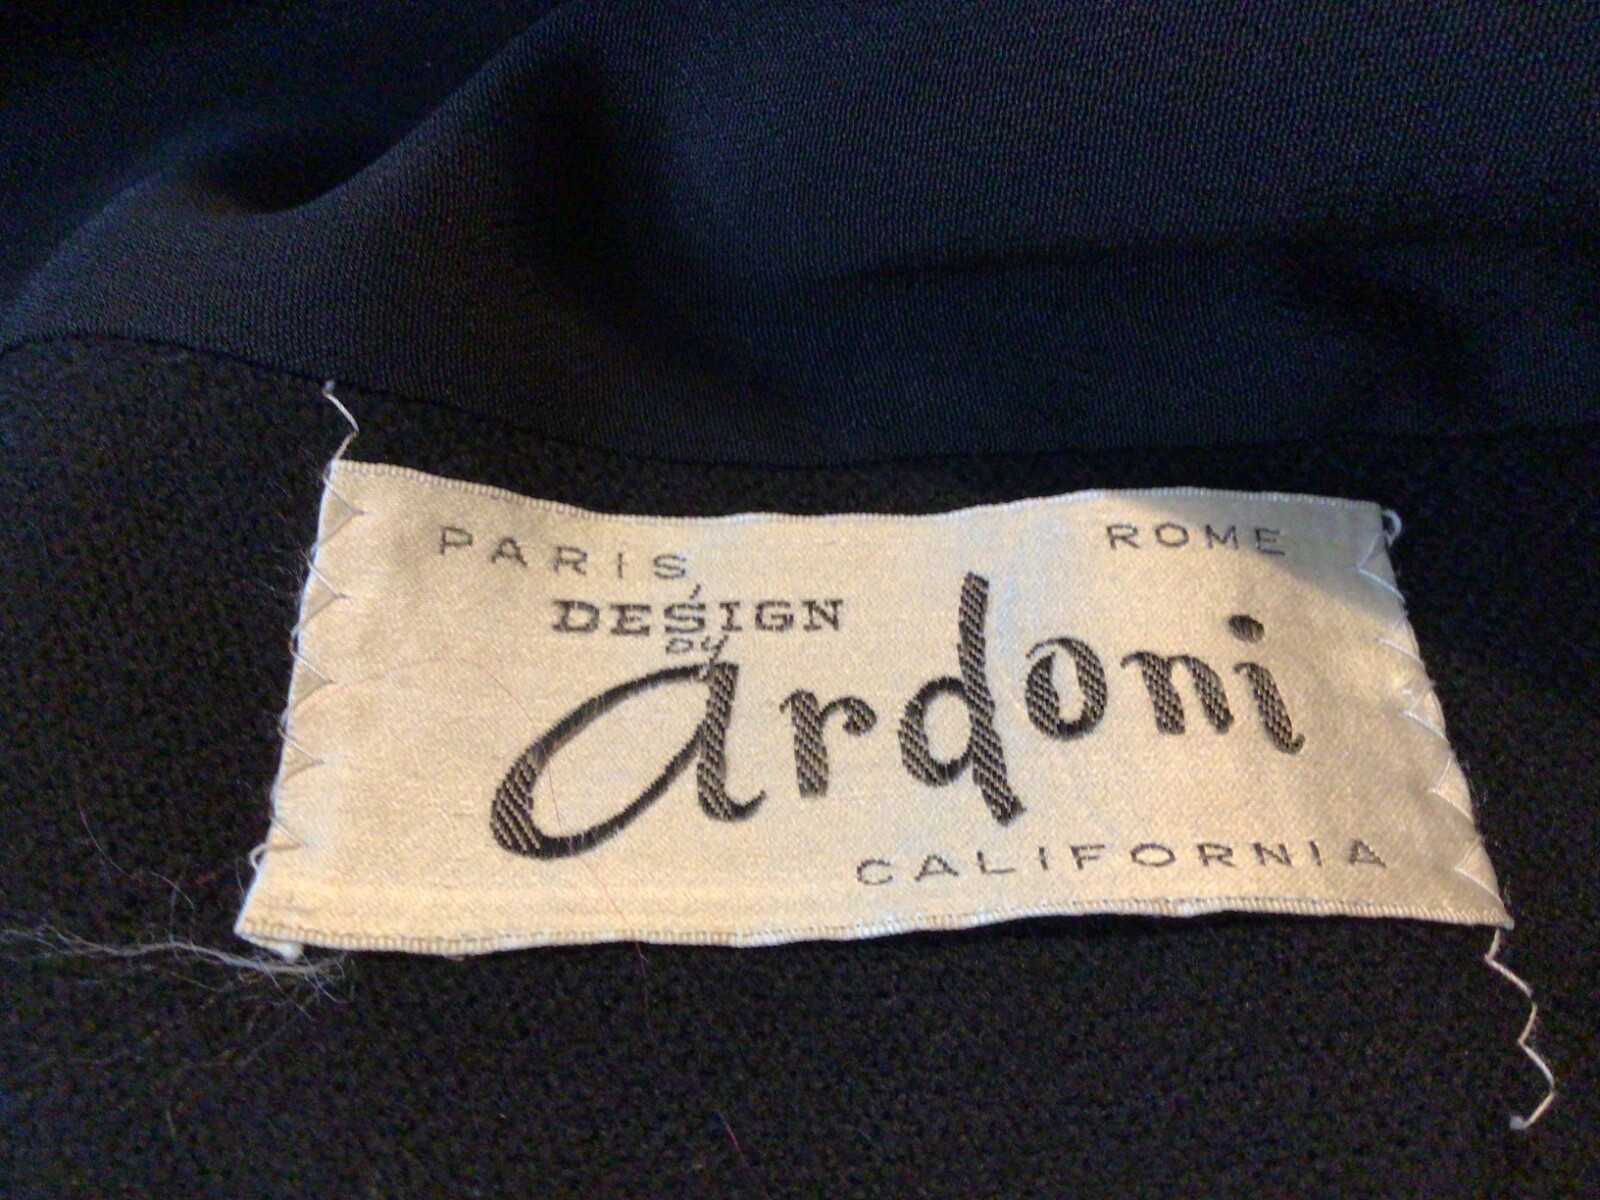 PARIS, ROME
DESIGN
by
ardoni
CALIFORNIA